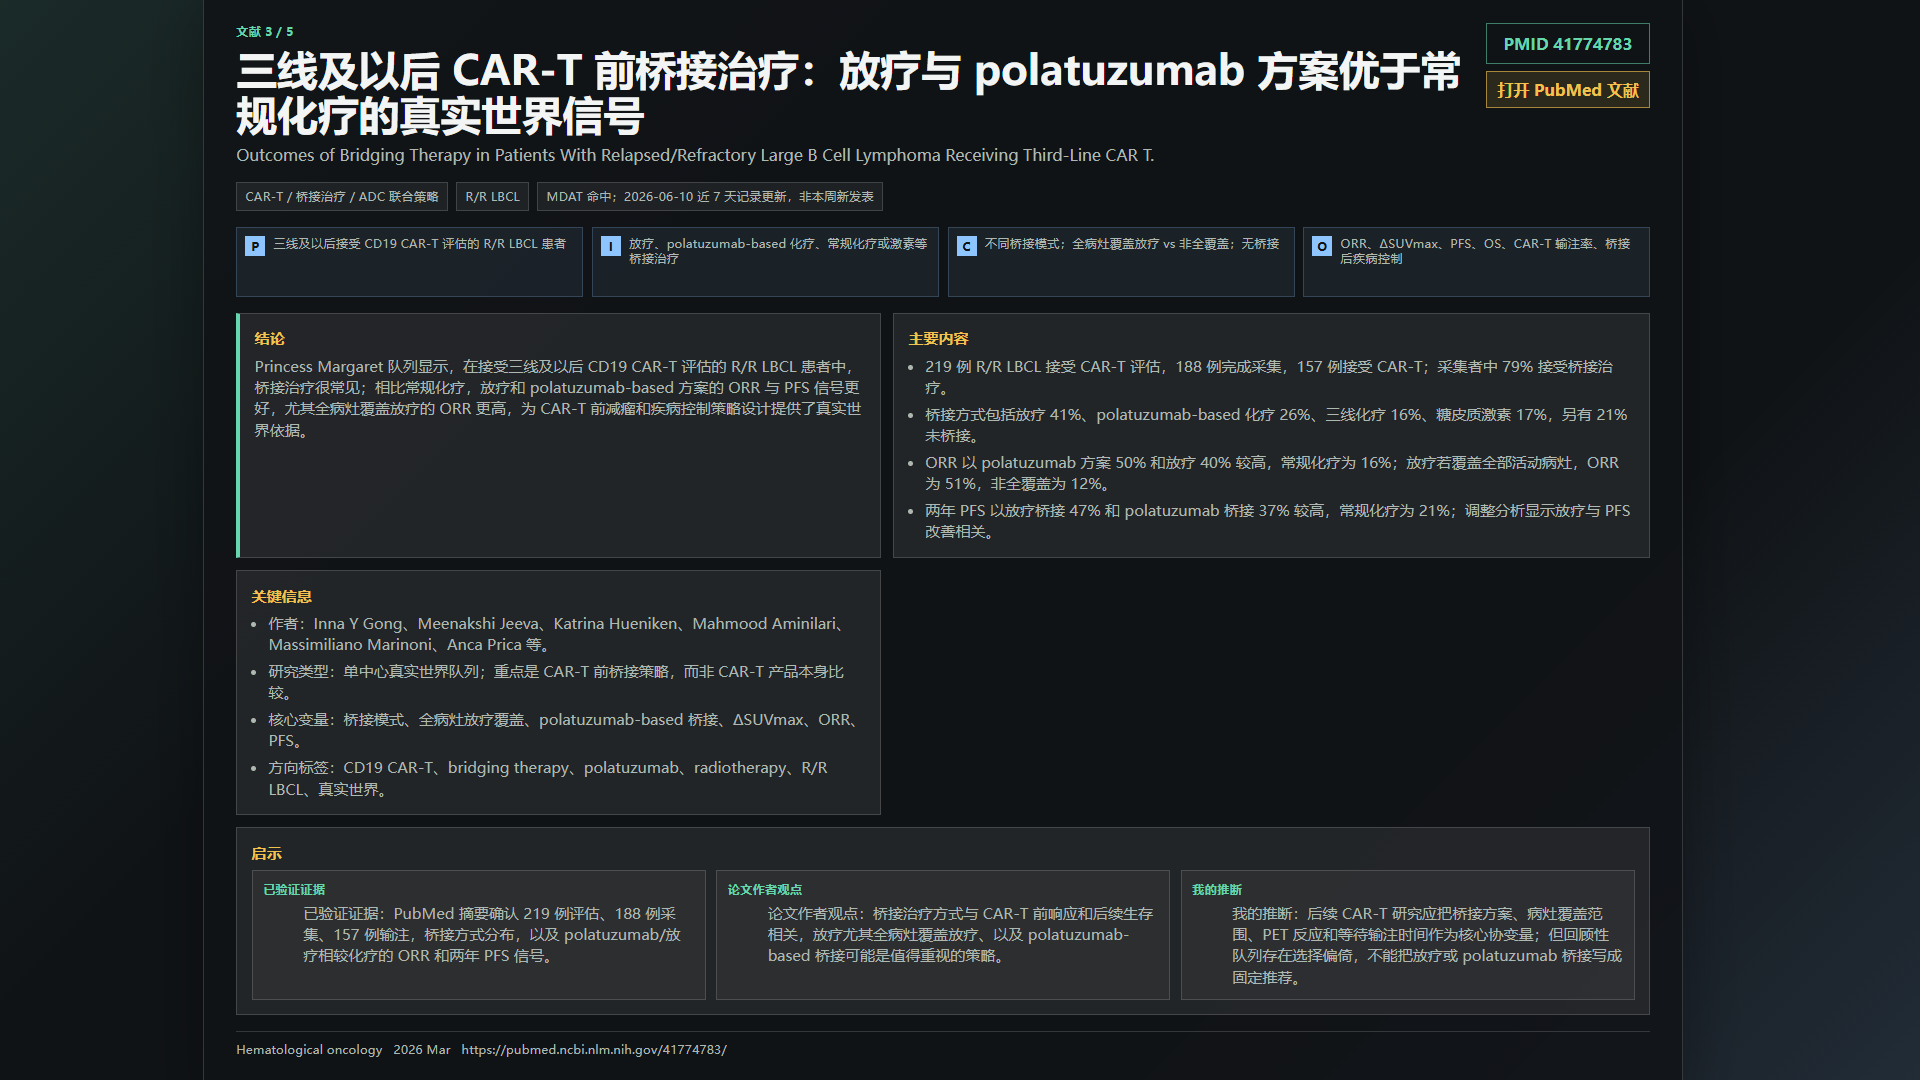 文献 3 / 5
三线及以后 CAR-T 前桥接治疗：放疗与 polatuzumab 方案优于常
规化疗的真实世界信号
Outcomes of Bridging Therapy in Patients With Relapsed/Refractory Large B Cell Lymphoma Receiving Third-Line CAR T.
PMID 41774783
打开 PubMed 文献
CAR-T / 桥接治疗 / ADC 联合策略
R/R LBCL
MDAT 命中；2026-06-10 近 7 天记录更新，非本周新发表
P
三线及以后接受 CD19 CAR-T 评估的 R/R LBCL 患者
I
放疗、polatuzumab-based 化疗、常规化疗或激素等
桥接治疗
C
不同桥接模式；全病灶覆盖放疗 vs 非全覆盖；无桥接
O
ORR、ΔSUVmax、PFS、OS、CAR-T 输注率、桥接
后疾病控制
结论
Princess Margaret 队列显示，在接受三线及以后 CD19 CAR-T 评估的 R/R LBCL 患者中，
桥接治疗很常见；相比常规化疗，放疗和 polatuzumab-based 方案的 ORR 与 PFS 信号更
好，尤其全病灶覆盖放疗的 ORR 更高，为 CAR-T 前减瘤和疾病控制策略设计提供了真实世
界依据。
主要内容
• 219 例 R/R LBCL 接受 CAR-T 评估，188 例完成采集，157 例接受 CAR-T；采集者中 79% 接受桥接治
疗。
• 桥接方式包括放疗 41%、polatuzumab-based 化疗 26%、三线化疗 16%、糖皮质激素 17%，另有 21%
未桥接。
• ORR 以 polatuzumab 方案 50% 和放疗 40% 较高，常规化疗为 16%；放疗若覆盖全部活动病灶，ORR
为 51%，非全覆盖为 12%。
• 两年 PFS 以放疗桥接 47% 和 polatuzumab 桥接 37% 较高，常规化疗为 21%；调整分析显示放疗与 PFS
改善相关。
关键信息
• 作者：Inna Y Gong、Meenakshi Jeeva、Katrina Hueniken、Mahmood Aminilari、
Massimiliano Marinoni、Anca Prica 等。
• 研究类型：单中心真实世界队列；重点是 CAR-T 前桥接策略，而非 CAR-T 产品本身比
较。
• 核心变量：桥接模式、全病灶放疗覆盖、polatuzumab-based 桥接、ΔSUVmax、ORR、
PFS。
• 方向标签：CD19 CAR-T、bridging therapy、polatuzumab、radiotherapy、R/R
LBCL、真实世界。
启示
已验证证据
已验证证据：PubMed 摘要确认 219 例评估、188 例采
集、157 例输注，桥接方式分布，以及 polatuzumab/放
疗相较化疗的 ORR 和两年 PFS 信号。
论文作者观点
论文作者观点：桥接治疗方式与 CAR-T 前响应和后续生存
相关，放疗尤其全病灶覆盖放疗、以及 polatuzumab-
based 桥接可能是值得重视的策略。
我的推断
我的推断：后续 CAR-T 研究应把桥接方案、病灶覆盖范
围、PET 反应和等待输注时间作为核心协变量；但回顾性
队列存在选择偏倚，不能把放疗或 polatuzumab 桥接写成
固定推荐。
Hematological oncology 2026 Mar https://pubmed.ncbi.nlm.nih.gov/41774783/